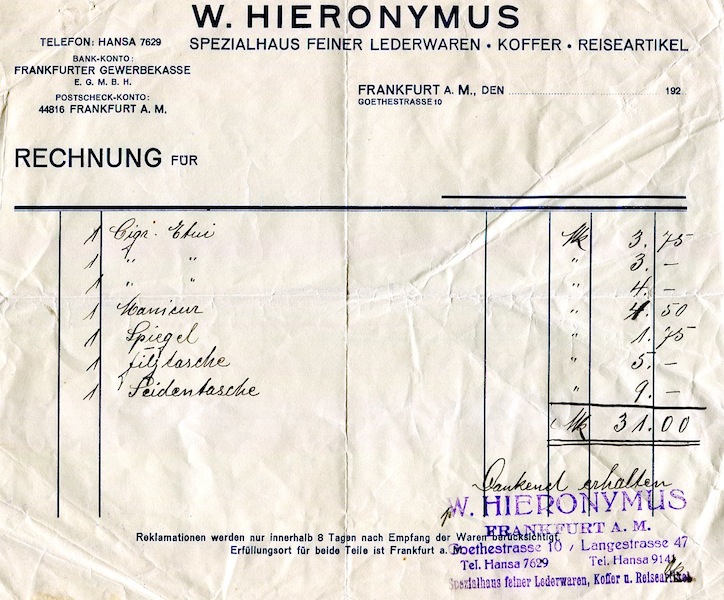 W. HIERONYMUS
SPEZIALHAUS FEINER LEDERWAREN • KOFFER • REISEARTIKEL
TELEFON: HANSA 7629
BANK-KONTO:
FRANKFURTER GEWERBEKASSE
E. G. M. B. H.
POSTSCHECK-KONTO:
44816 FRANKFURT A. M.
FRANKFURT A. M., DEN 192
GOETHESTRASSE 10
RECHNUNG FÜR
1 Cigr. Etui Mk 3. 75
1 " " " 3. –
1 " " " 4. –
1 Manicur " 4. 50
1 Spiegel " 1. 75
1 Filztasche " 5. –
1 Seidentasche " 9. –
Mk 31.00
Dankend erhalten
W. HIERONYMUS
FRANKFURT A. M.
Goethestrasse 10 / Langestrasse 47
Tel. Hansa 7629 Tel. Hansa 9141
Spezialhaus feiner Lederwaren, Koffer u. Reiseartikel
Reklamationen werden nur innerhalb 8 Tagen nach Empfang der Waren berücksichtigt.
Erfüllungsort für beide Teile ist Frankfurt a. M.